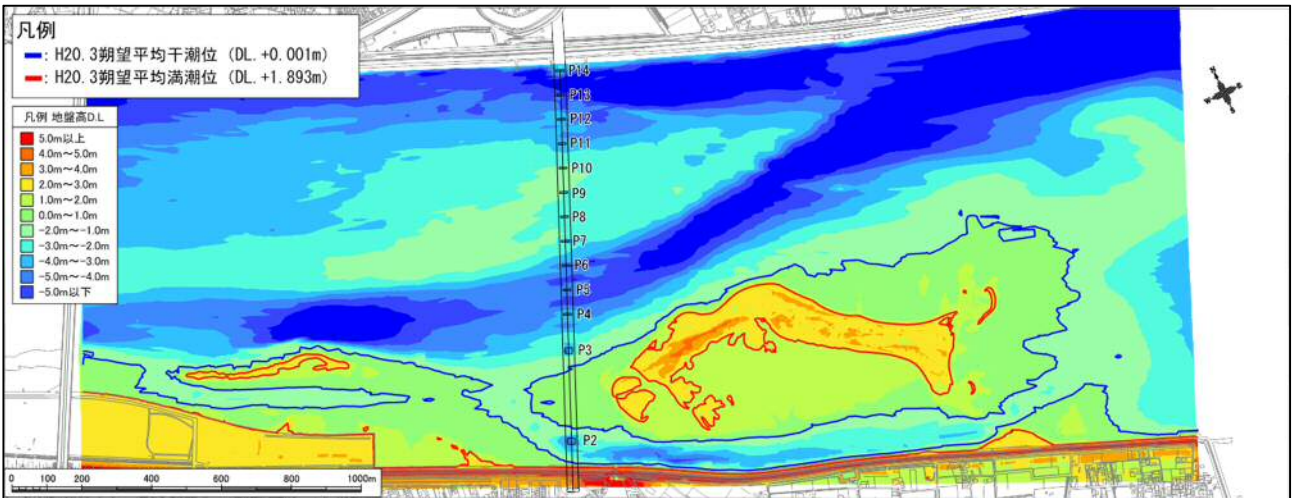 凡例
━: H20.3朔望平均干潮位 (DL.+0.001m)
━: H20.3朔望平均満潮位 (DL.+1.893m)
凡例 地盤高D.L
5.0m以上
4.0m～5.0m
3.0m～4.0m
2.0m～3.0m
1.0m～2.0m
0.0m～1.0m
-2.0m～-1.0m
-3.0m～-2.0m
-4.0m～-3.0m
-5.0m～-4.0m
-5.0m以下
P14
P13
P12
P11
P10
P9
P8
P7
P6
P5
P4
P3
P2
0 100 200 400 600 800 1000m